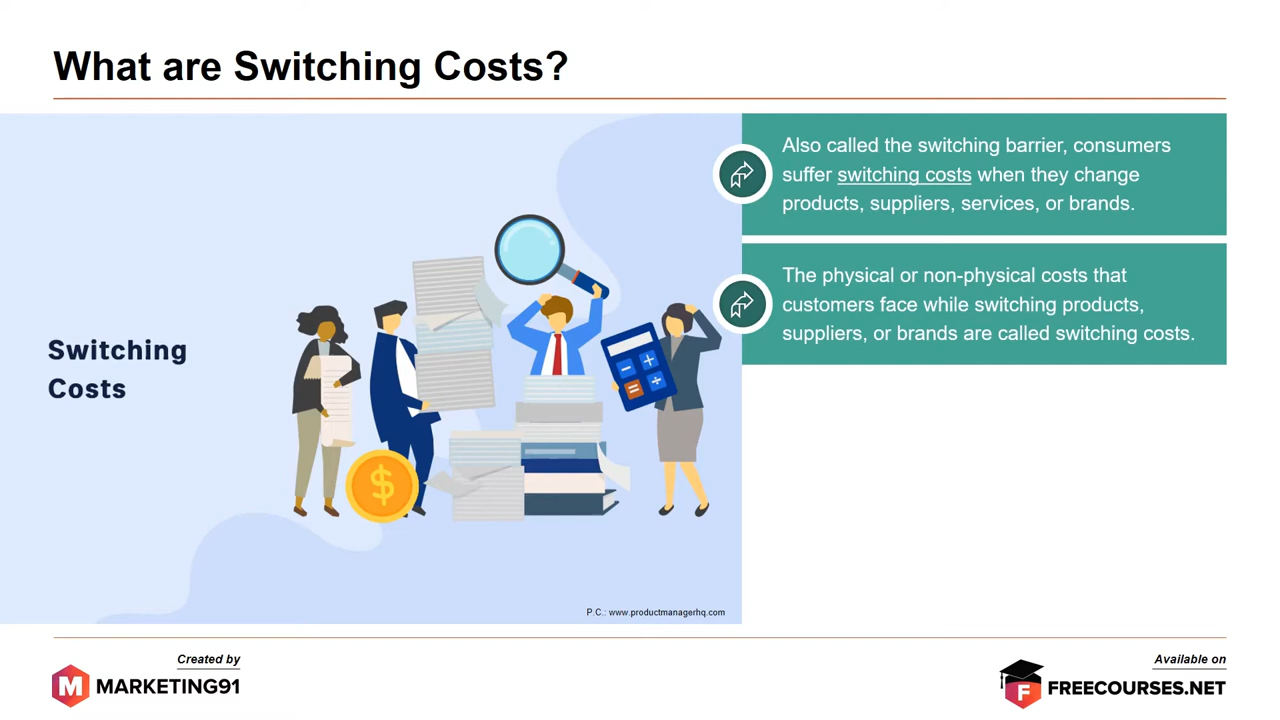 What are Switching Costs?
Switching
Costs
Also called the switching barrier, consumers
suffer switching costs when they change
products, suppliers, services, or brands.
The physical or non-physical costs that
customers face while switching products,
suppliers, or brands are called switching costs.
P.C.: www.productmanagerhq.com
Created by
M MARKETING91
Available on
F FREECOURSES.NET